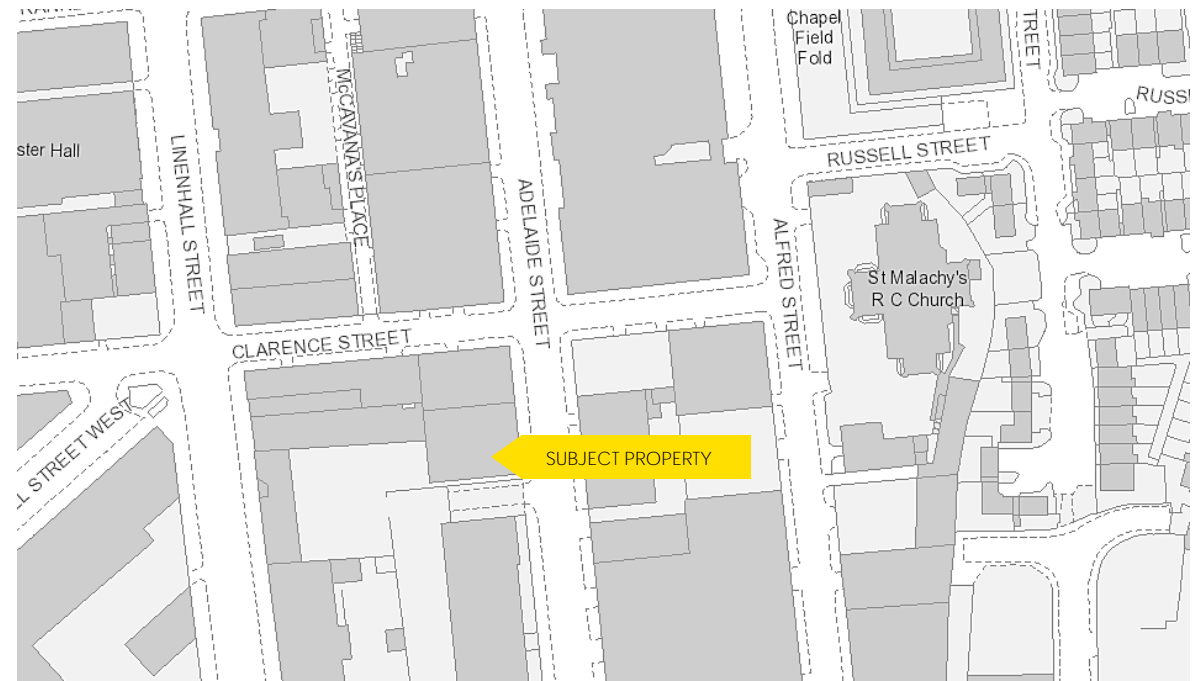 Chapel
Field
Fold
STREET
McCAVANA'S PLACE
ster Hall
LINENHALL STREET
RUSSELL STREET
ADELAIDE STREET
ALFRED STREET
St Malachy's
R C Church
CLARENCE STREET
LL STREET WEST
SUBJECT PROPERTY